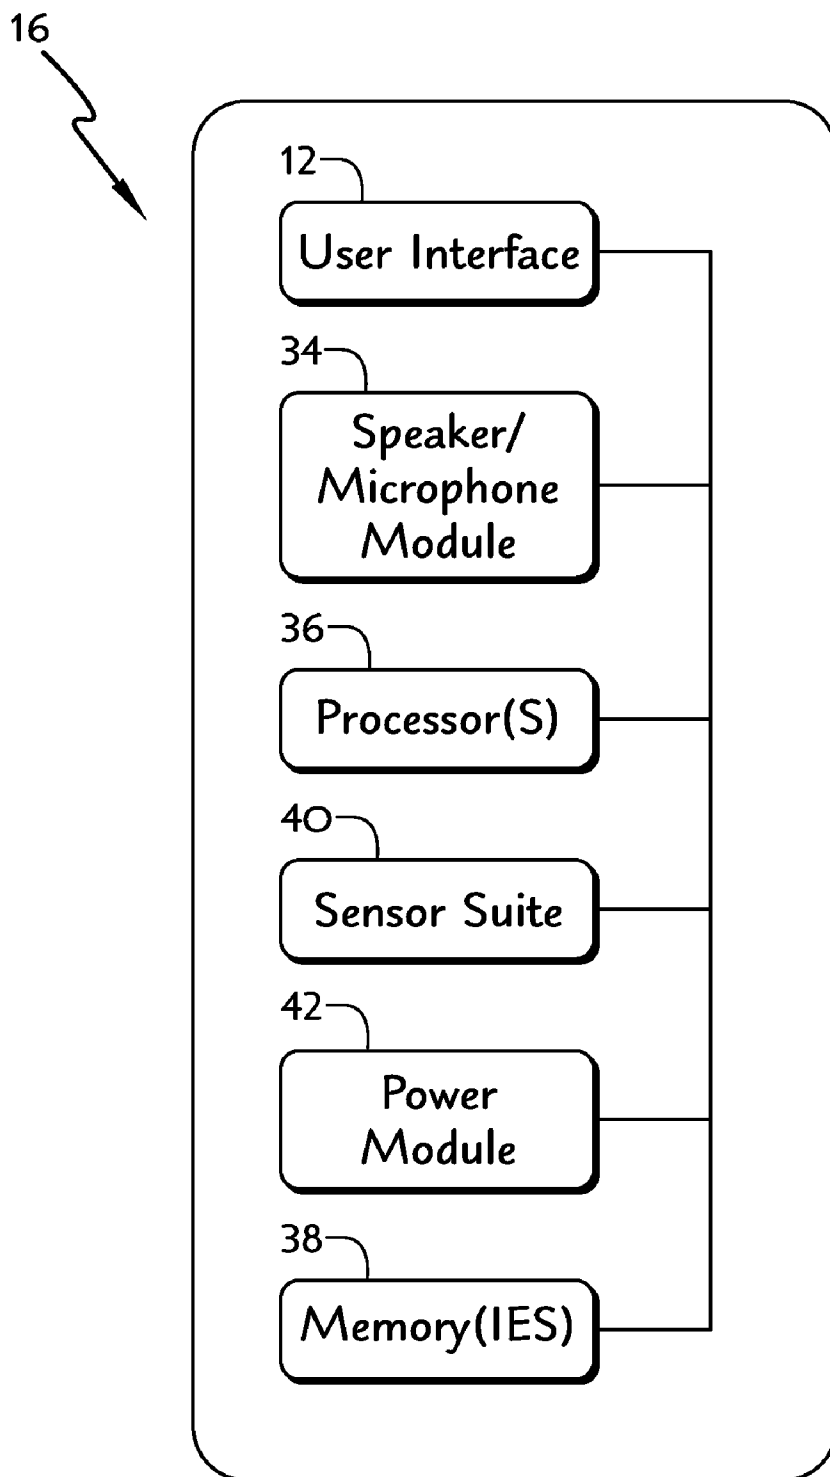 16
12
User Interface
34
Speaker/
Microphone
Module
36
Processor(S)
40
Sensor Suite
42
Power
Module
38
Memory(IES)